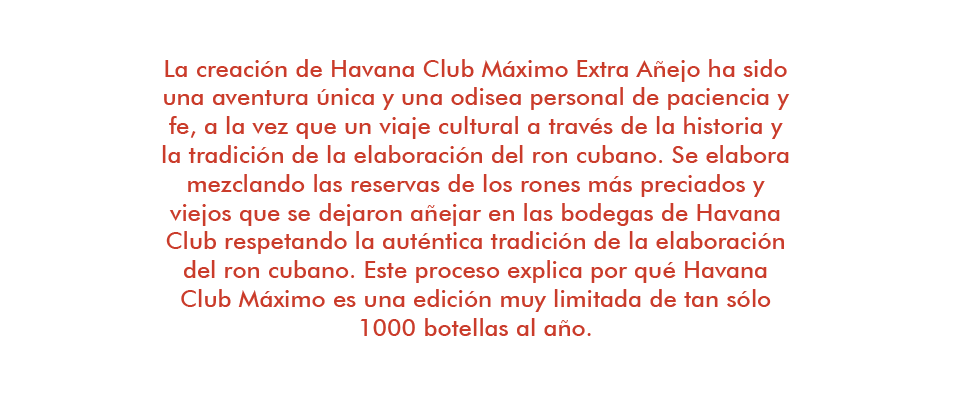 La creación de Havana Club Máximo Extra Añejo ha sido
una aventura única y una odisea personal de paciencia y
fe, a la vez que un viaje cultural a través de la historia y
la tradición de la elaboración del ron cubano. Se elabora
mezclando las reservas de los rones más preciados y
viejos que se dejaron añejar en las bodegas de Havana
Club respetando la auténtica tradición de la elaboración
del ron cubano. Este proceso explica por qué Havana
Club Máximo es una edición muy limitada de tan sólo
1000 botellas al año.